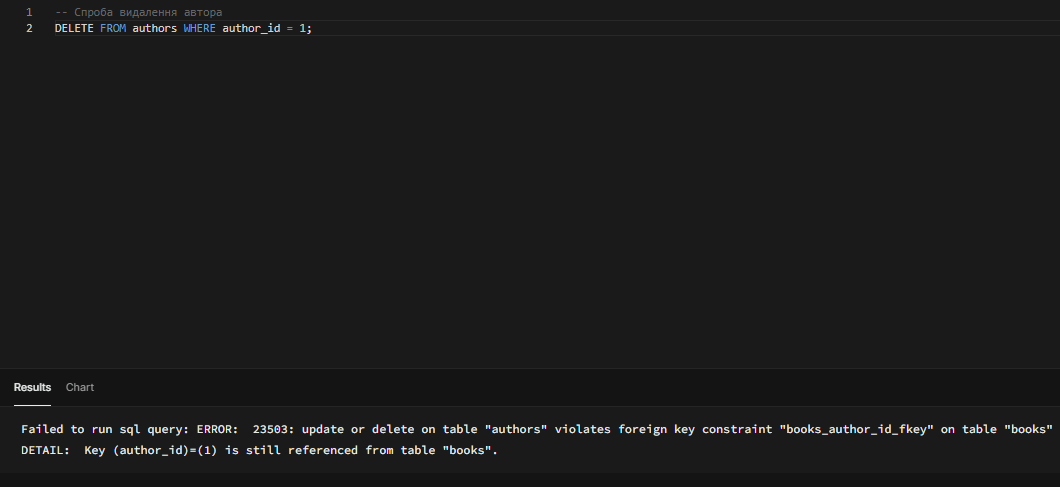 1 -- Спроба видалення автора
2 DELETE FROM authors WHERE author_id = 1;
Results Chart
Failed to run sql query: ERROR: 23503: update or delete on table "authors" violates foreign key constraint "books_author_id_fkey" on table "books"
DETAIL: Key (author_id)=(1) is still referenced from table "books".